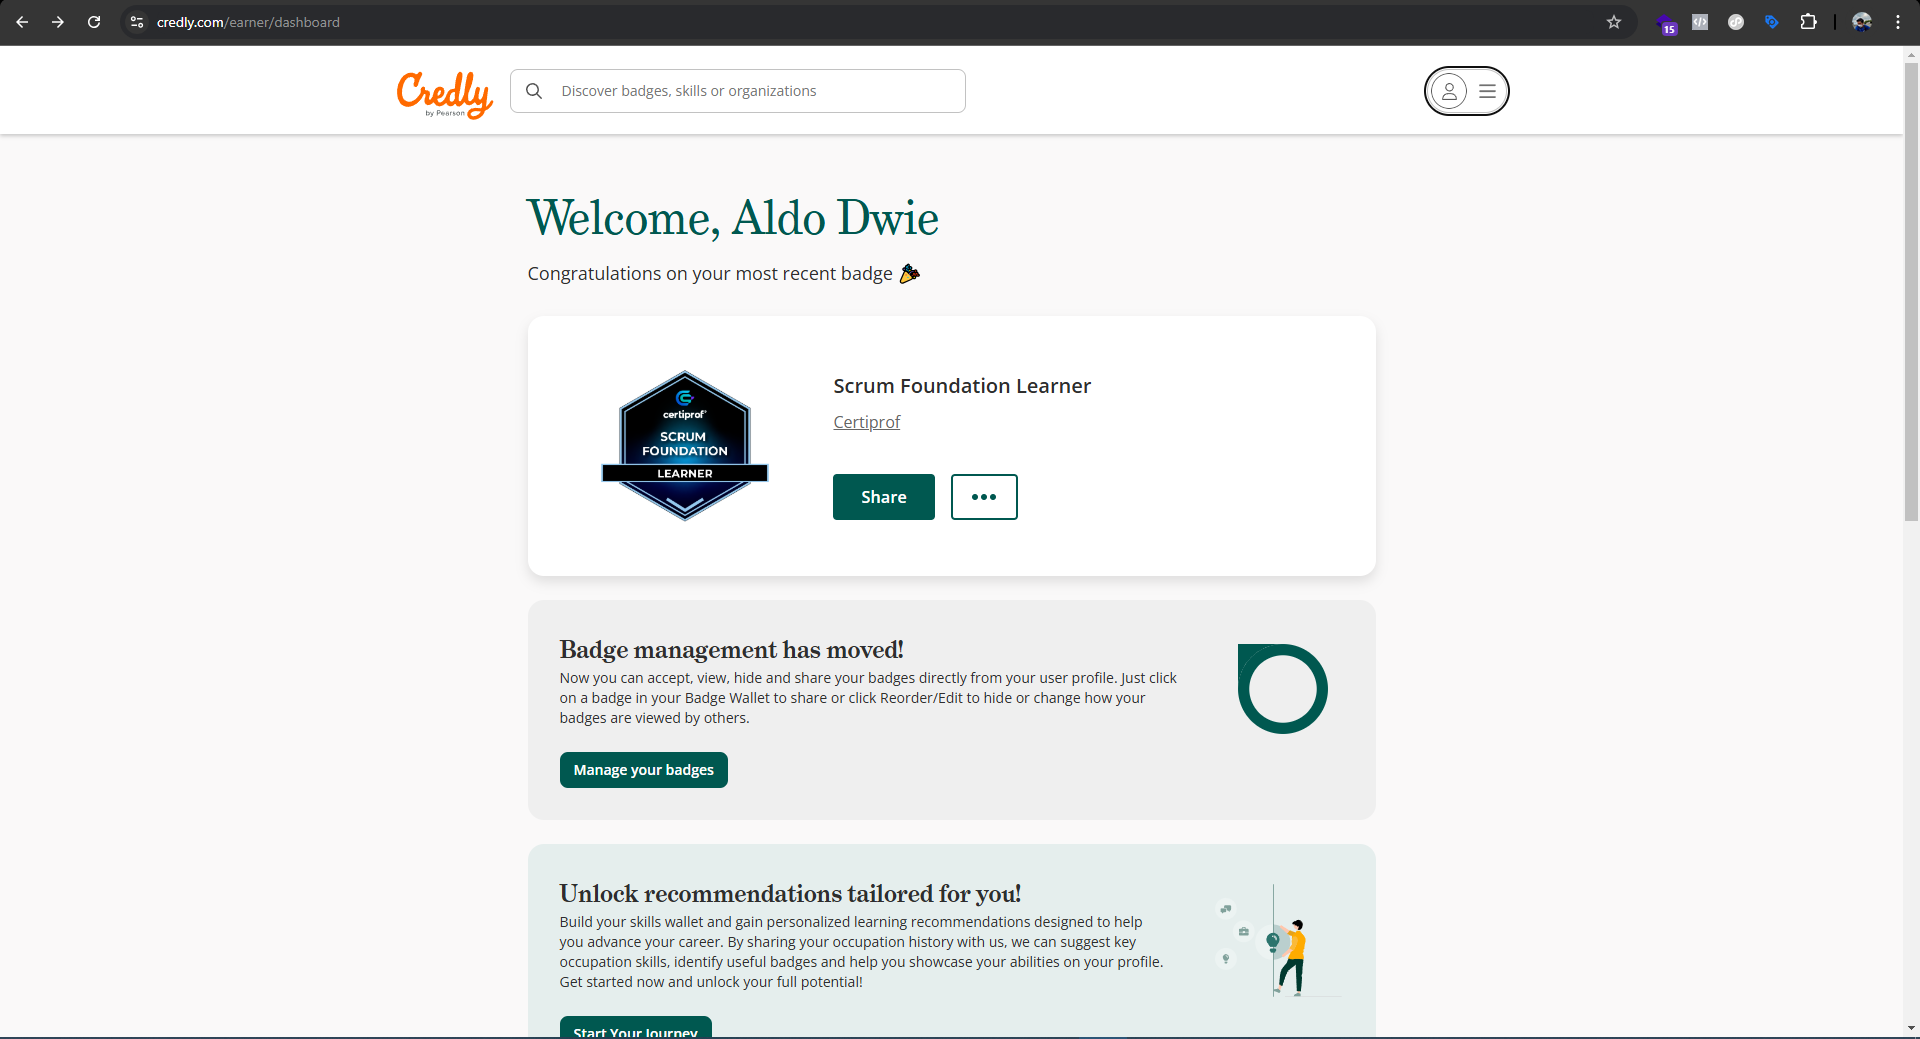 credly.com/earner/dashboard
15
Credly
by Pearson
Discover badges, skills or organizations
Welcome, Aldo Dwie
Congratulations on your most recent badge
certiprof®
SCRUM
FOUNDATION
LEARNER
Scrum Foundation Learner
Certiprof
Share
Badge management has moved!
Now you can accept, view, hide and share your badges directly from your user profile. Just click
on a badge in your Badge Wallet to share or click Reorder/Edit to hide or change how your
badges are viewed by others.
Manage your badges
Unlock recommendations tailored for you!
Build your skills wallet and gain personalized learning recommendations designed to help
you advance your career. By sharing your occupation history with us, we can suggest key
occupation skills, identify useful badges and help you showcase your abilities on your profile.
Get started now and unlock your full potential!
Start Your Journey